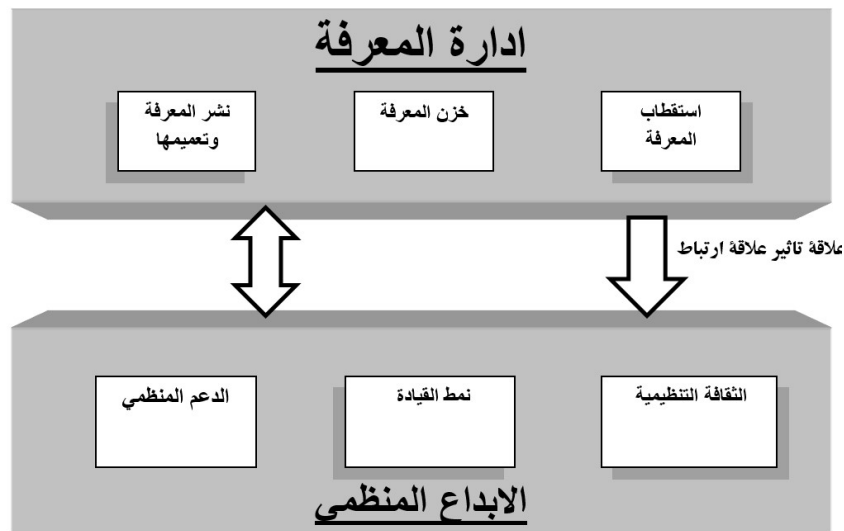 ادارة المعرفة
استقطاب
المعرفة
خزن المعرفة
نشر المعرفة
وتعميمها
علاقة تاثير علاقة ارتباط
الثقافة التنظيمية
نمط القيادة
الدعم المنظمي
الابداع المنظمي